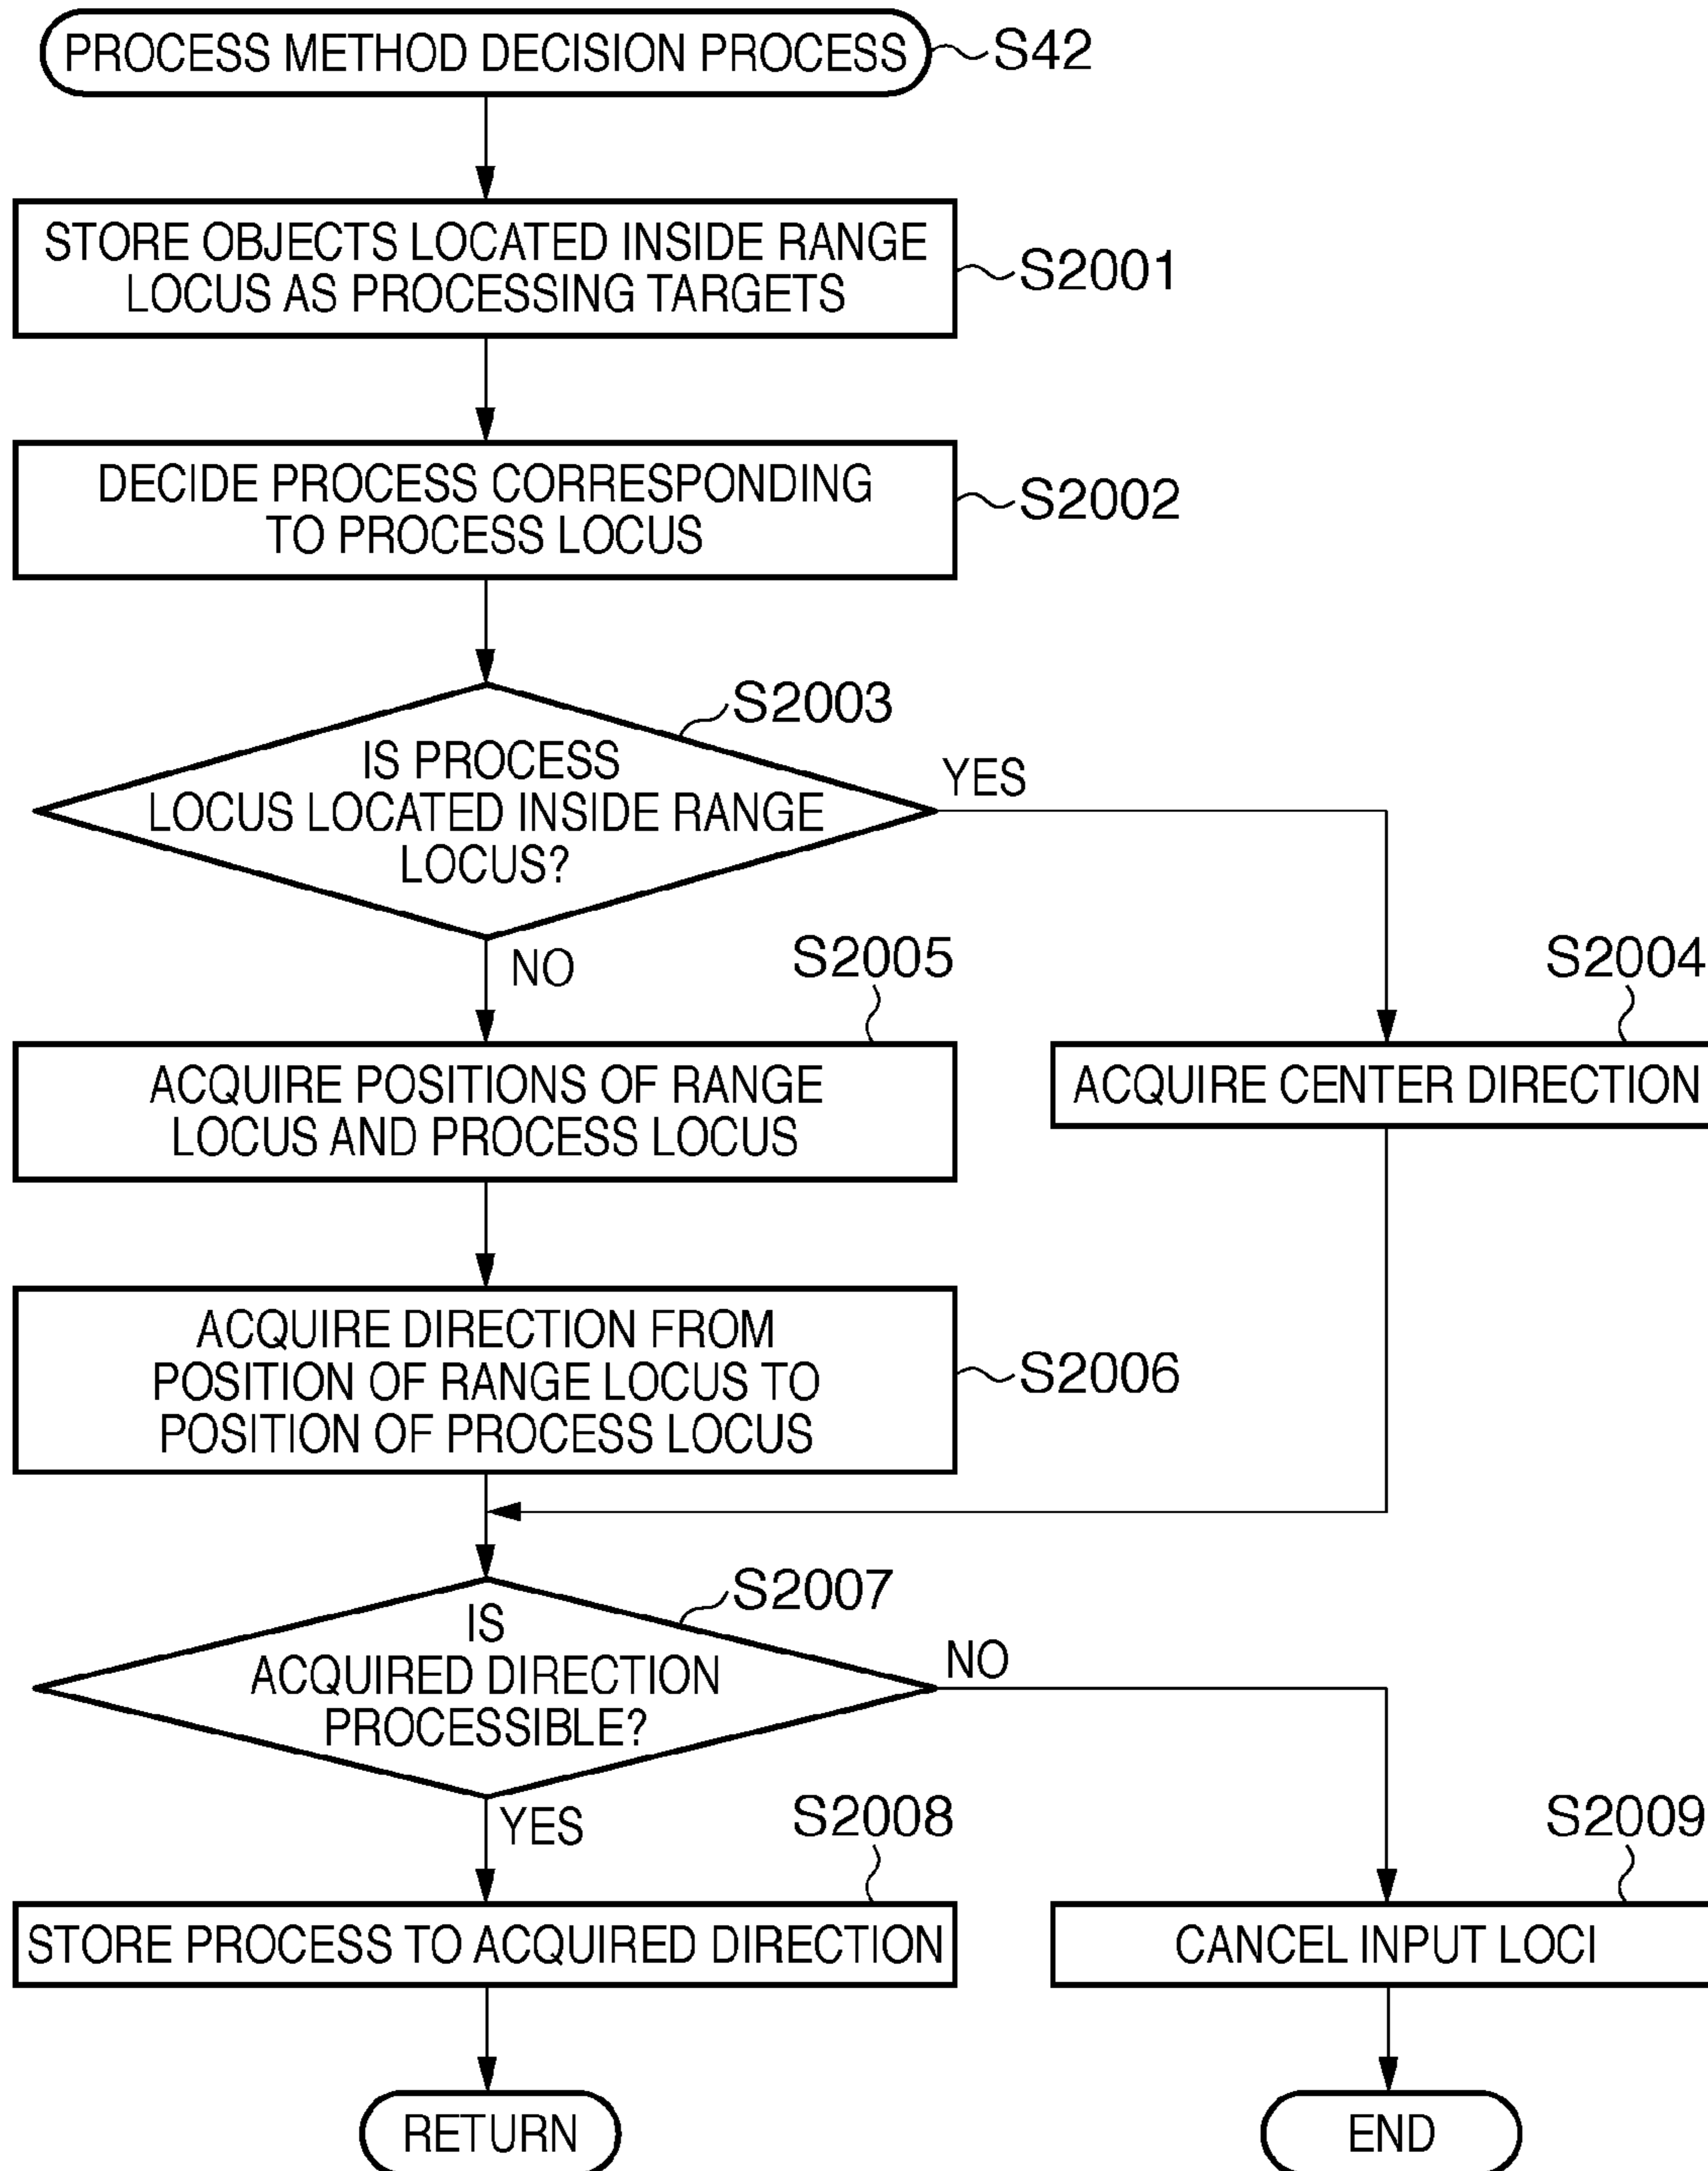 PROCESS METHOD DECISION PROCESS
S42
STORE OBJECTS LOCATED INSIDE RANGE
LOCUS AS PROCESSING TARGETS
S2001
DECIDE PROCESS CORRESPONDING
TO PROCESS LOCUS
S2002
S2003
IS PROCESS
LOCUS LOCATED INSIDE RANGE
LOCUS?
YES
NO
S2005
S2004
ACQUIRE POSITIONS OF RANGE
LOCUS AND PROCESS LOCUS
ACQUIRE CENTER DIRECTION
ACQUIRE DIRECTION FROM
POSITION OF RANGE LOCUS TO
POSITION OF PROCESS LOCUS
S2006
S2007
IS
ACQUIRED DIRECTION
PROCESSIBLE?
NO
YES
S2008
S2009
STORE PROCESS TO ACQUIRED DIRECTION
CANCEL INPUT LOCI
RETURN
END